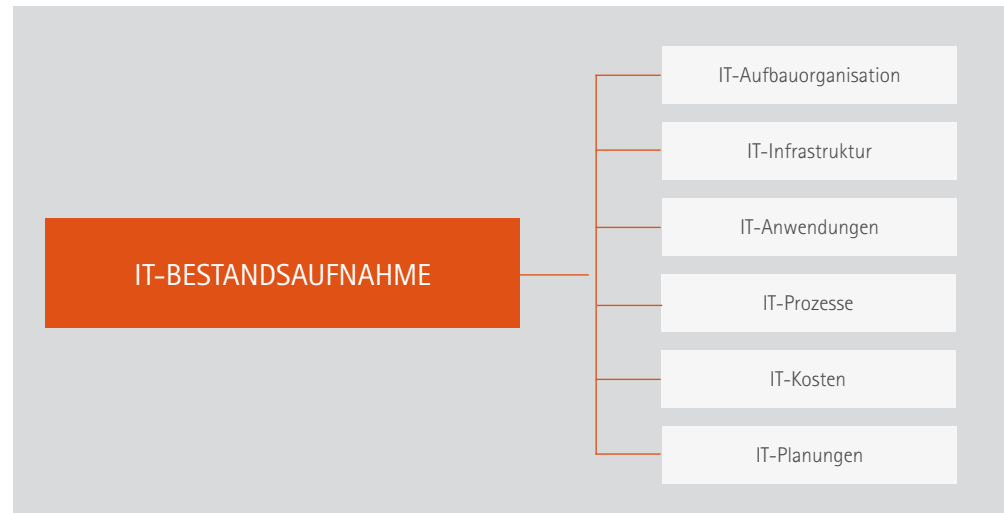 IT-BESTANDSAUFNAHME
IT-Aufbauorganisation
IT-Infrastruktur
IT-Anwendungen
IT-Prozesse
IT-Kosten
IT-Planungen